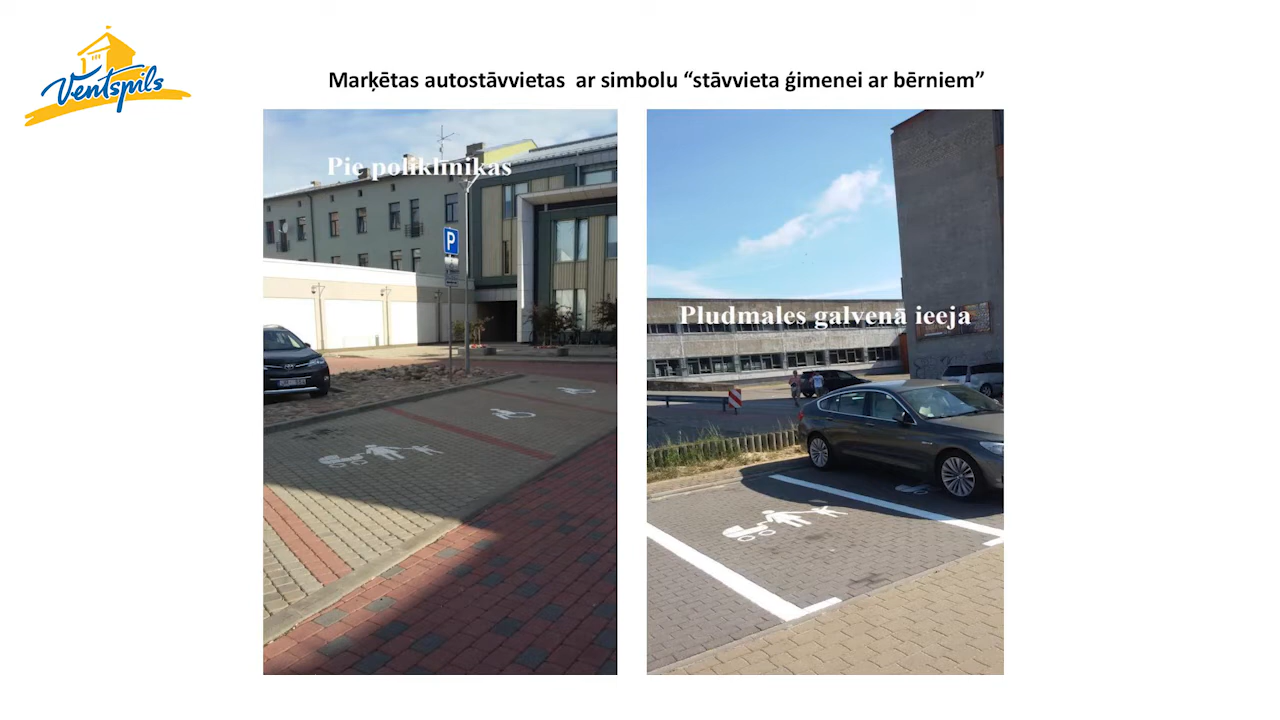 Ventspils
Marķētas autostāvvietas ar simbolu “stāvvieta ģimenei ar bērniem”
Pie poliklīnikas
P
Pludmales galvenā ieeja